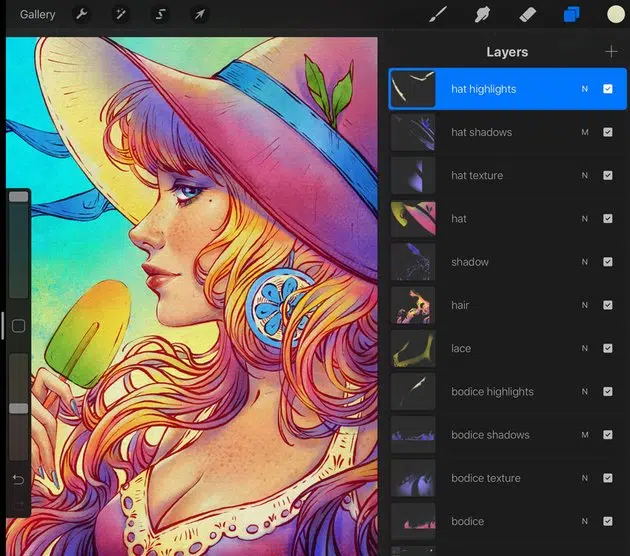 Gallery
Layers
hat highlights N
hat shadows M
hat texture N
hat N
shadow N
hair N
lace N
bodice highlights N
bodice shadows M
bodice texture N
bodice N